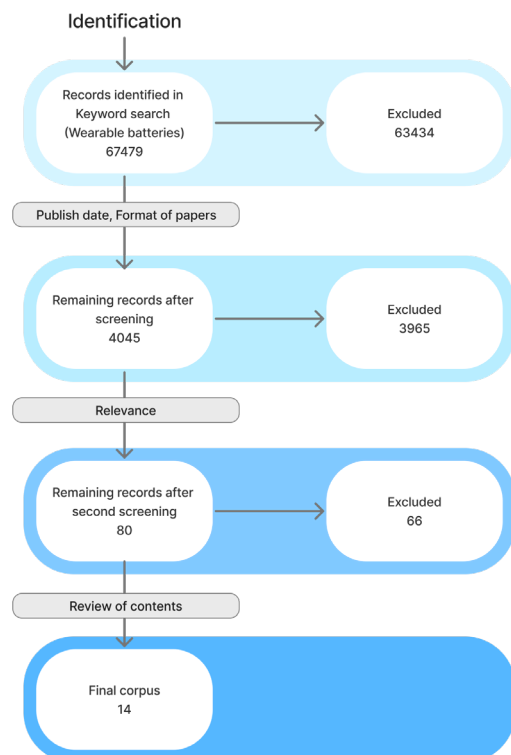 Identification
Records identified in
Keyword search
(Wearable batteries)
67479
Excluded
63434
Publish date, Format of papers
Remaining records after
screening
4045
Excluded
3965
Relevance
Remaining records after
second screening
80
Excluded
66
Review of contents
Final corpus
14